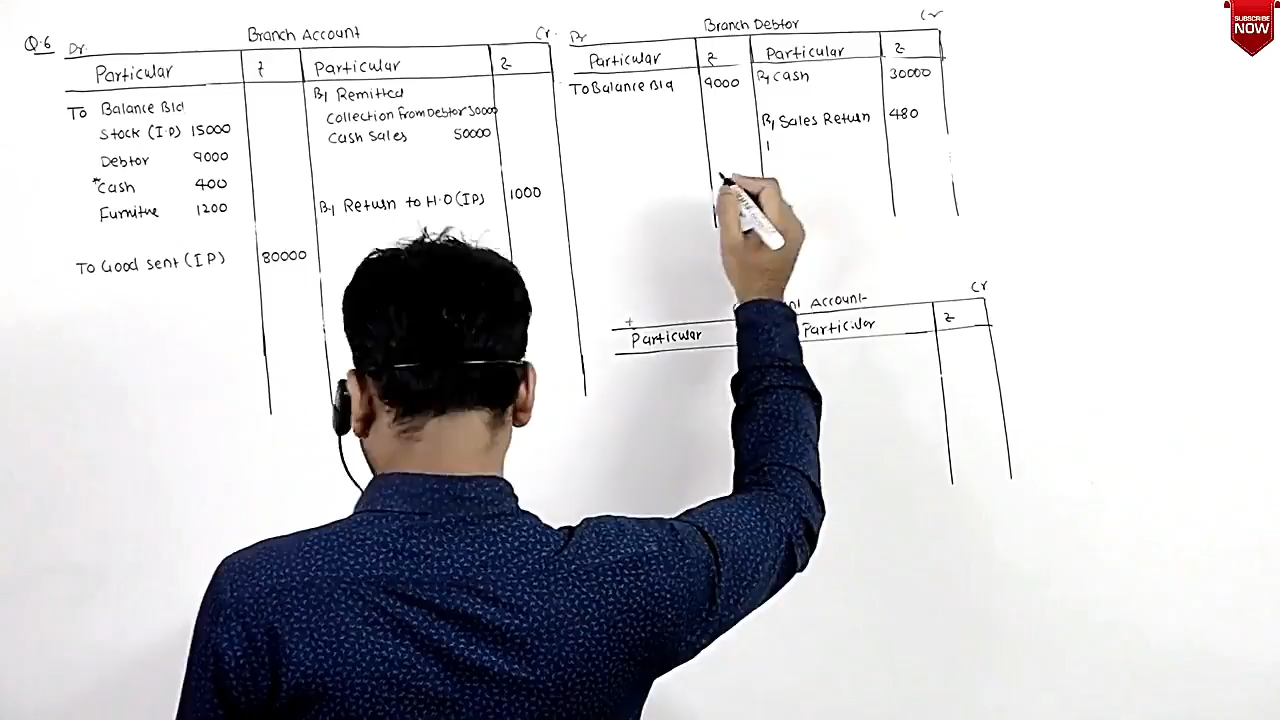 Q.6
Branch Account
Dr.
Cr.
Particular ₹ Particular ₹
To Balance B/d
Stock (I.P) 15000
Debtor 9000
*Cash 400
Furnitue 1200
To Good Sent (I.P) 80000
By Remitted
Collection from Debtor 30000
Cash Sales 50000
By Return to H.O (IP) 1000
Branch Debtor
Dr
Cr
Particular ₹ Particular ₹
To Balance B/d 9000 By Cash 30000
By Sales Return 480
Account
Cr
Particular Particular ₹
SUBSCRIBE
NOW